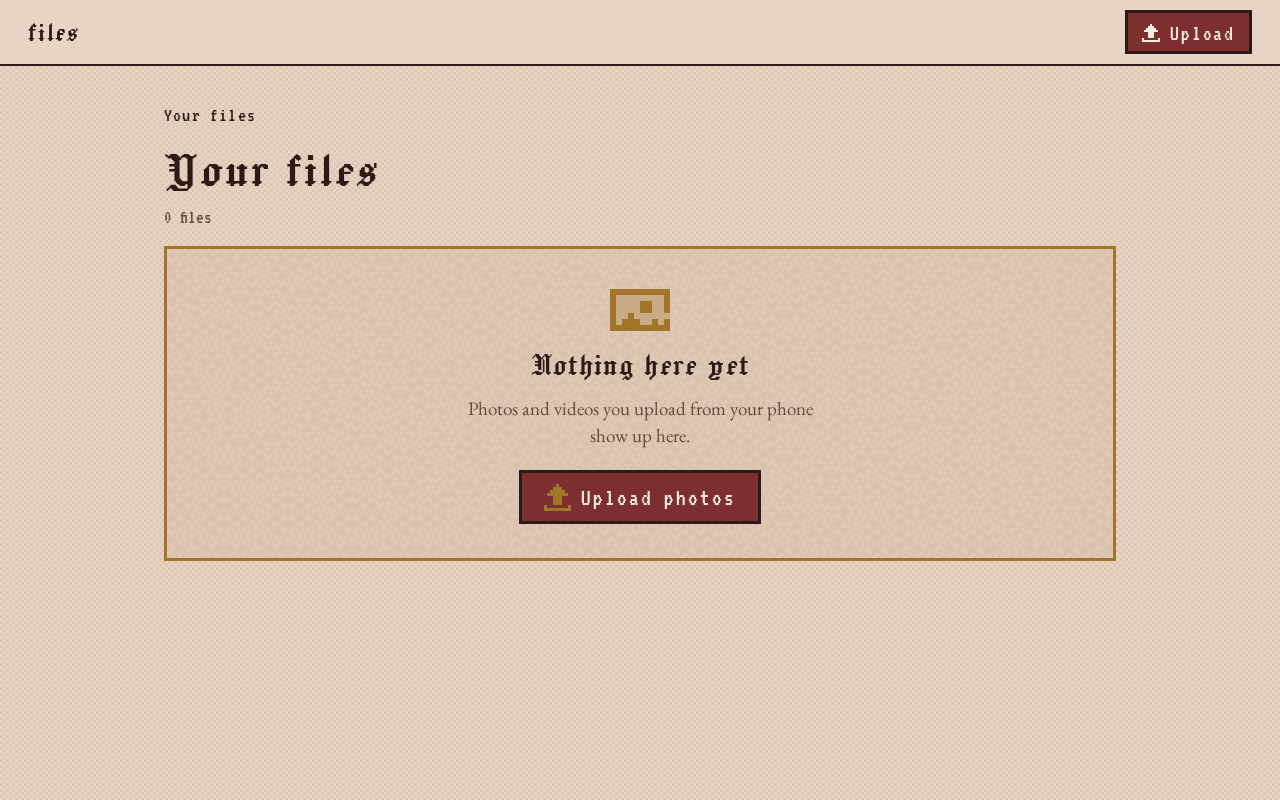 files
Upload
Your files
Your files
0 files
Nothing here yet
Photos and videos you upload from your phone
show up here.
Upload photos